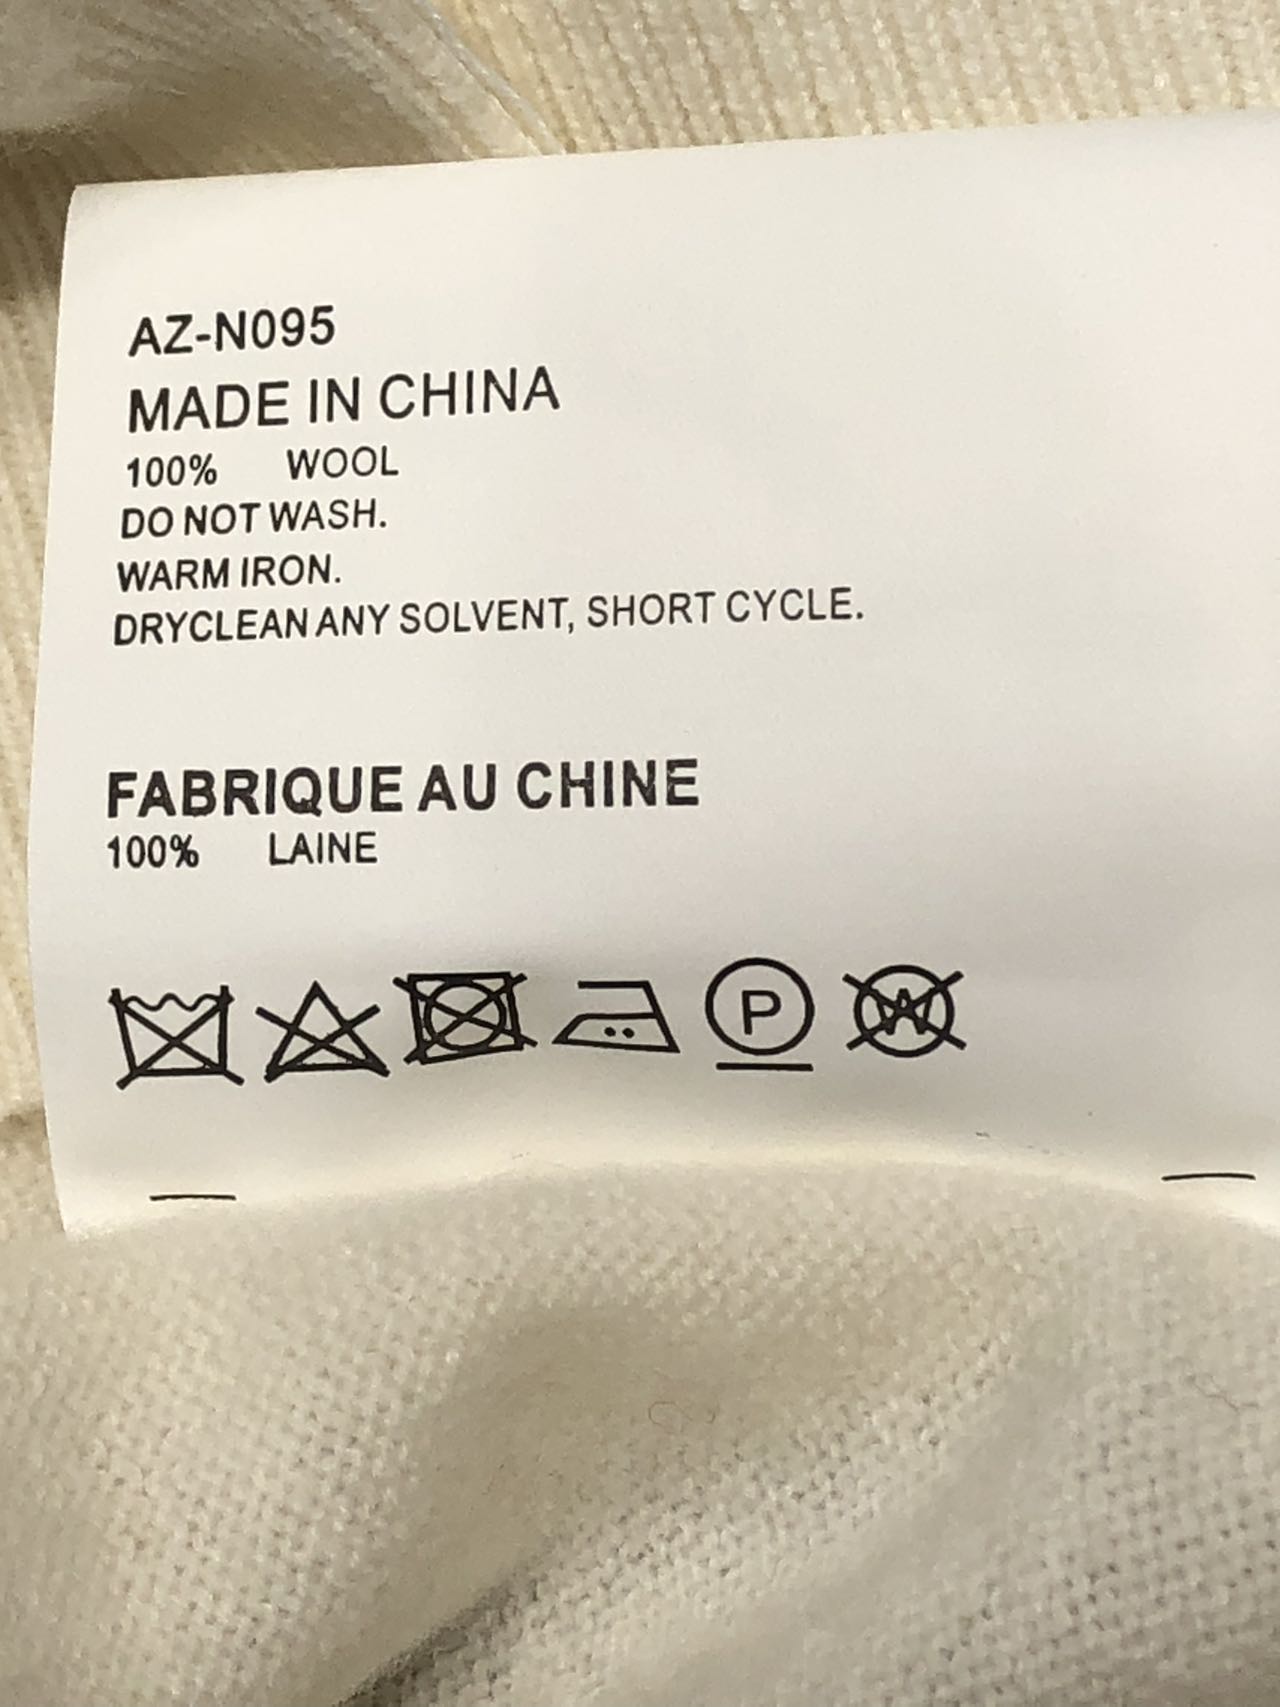 AZ-N095
MADE IN CHINA
100% WOOL
DO NOT WASH.
WARM IRON.
DRYCLEAN ANY SOLVENT, SHORT CYCLE.
FABRIQUE AU CHINE
100% LAINE
P W